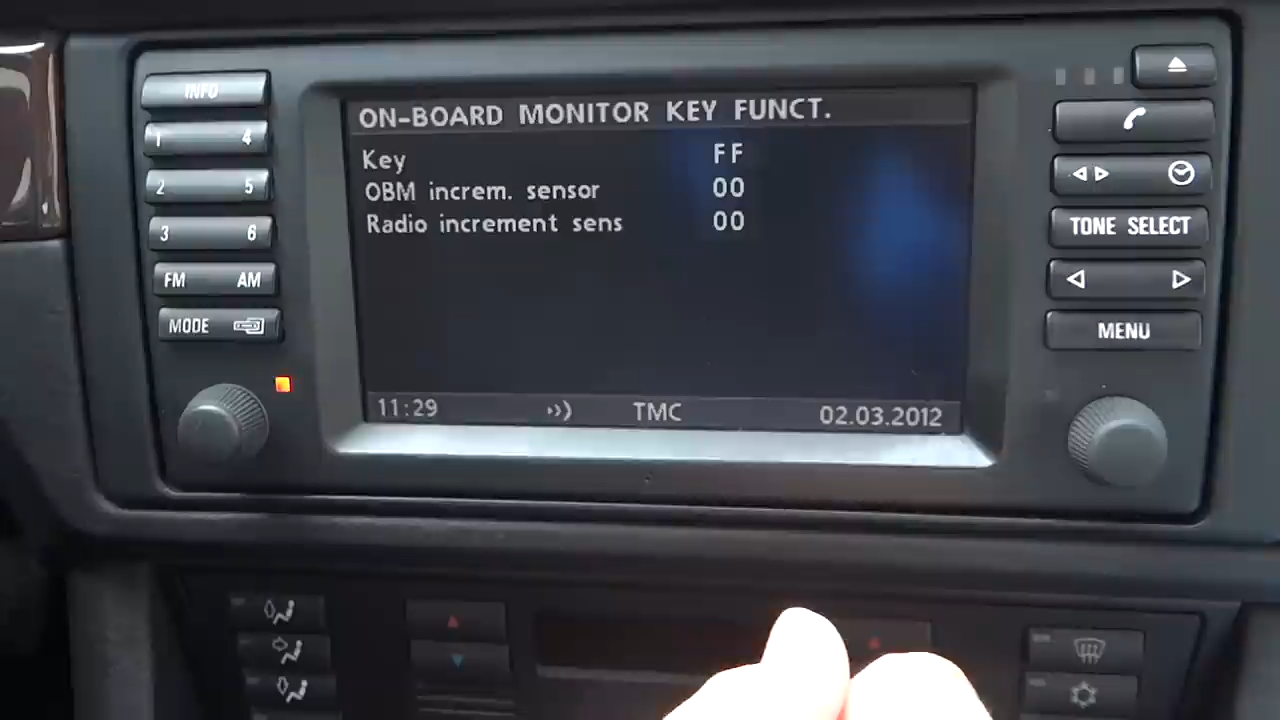 INFO
1 4
2 5
3 6
FM AM
MODE
ON-BOARD MONITOR KEY FUNCT.
Key FF
OBM increm. sensor 00
Radio increment sens 00
11:29 TMC 02.03.2012
TONE SELECT
MENU